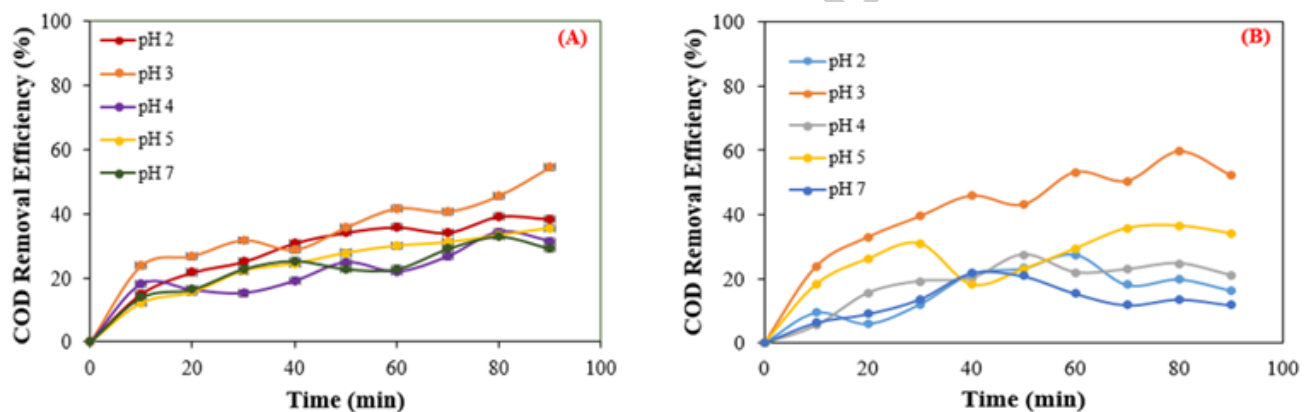 (A)
COD Removal Efficiency (%)
100
80
60
40
20
0
pH 2
pH 3
pH 4
pH 5
pH 7
0 20 40 60 80 100
Time (min)
(B)
COD Removal Efficiency (%)
100
80
60
40
20
0
pH 2
pH 3
pH 4
pH 5
pH 7
0 20 40 60 80 100
Time (min)